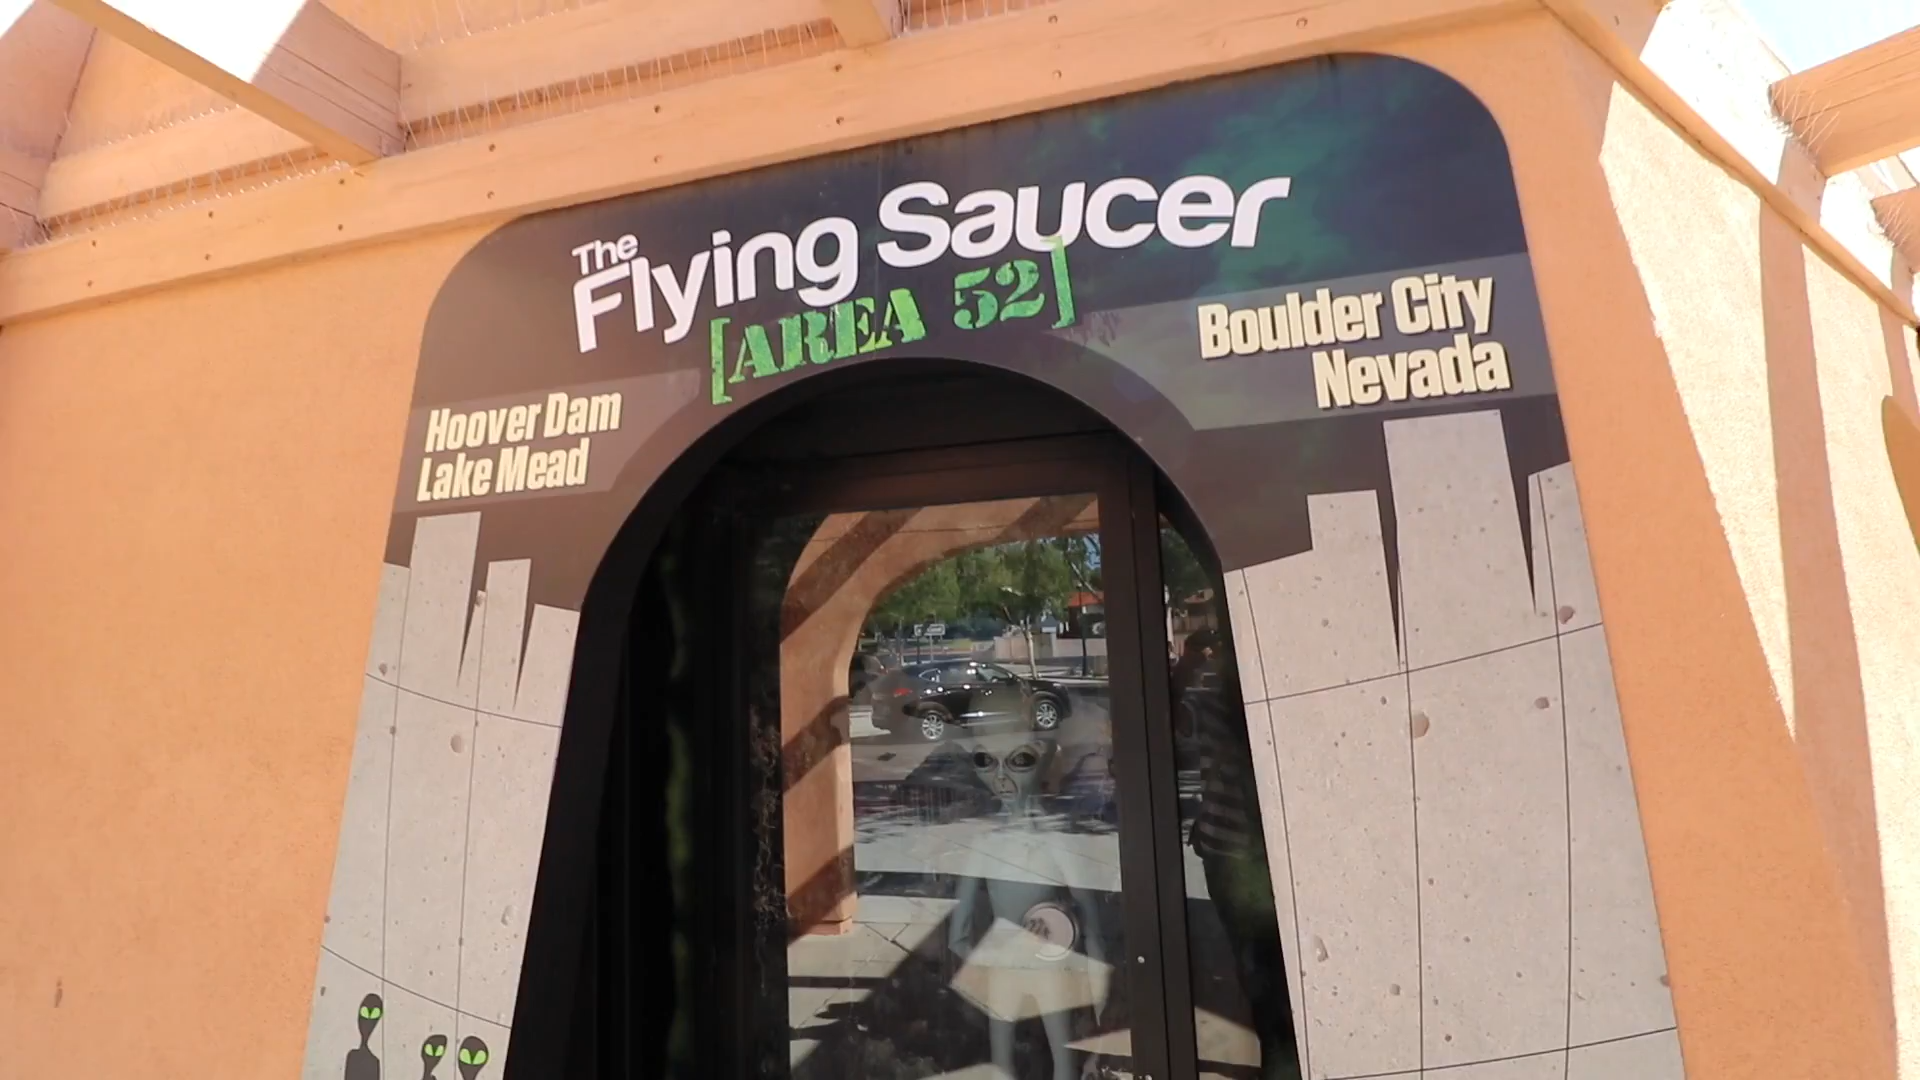 The
Flying Saucer
[AREA 52]
Boulder City
Nevada
Hoover Dam
Lake Mead